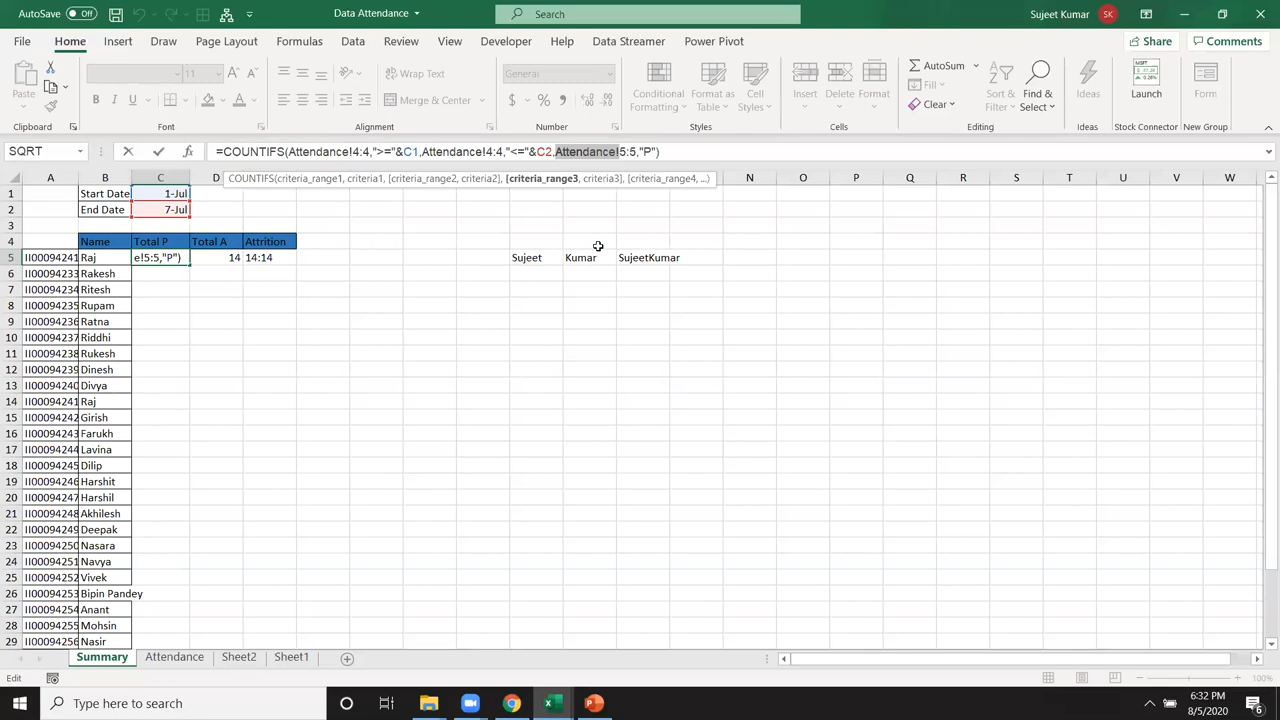 AutoSave Off Data Attendance Search Sujeet Kumar SK
File Home Insert Draw Page Layout Formulas Data Review View Developer Help Data Streamer Power Pivot Share Comments
Paste 11 Wrap Text General Conditional Formatting Format as Table Cell Styles Insert Delete Format AutoSum Fill Clear Sort & Filter Find & Select Ideas Launch Form
B I U Merge & Center $ % ,
Clipboard Font Alignment Number Styles Cells Editing Ideas Stock Connector New Group
SQRT =COUNTIFS(Attendance!4:4,">="&C1,Attendance!4:4,"<="&C2,Attendance!5:5,"P")
COUNTIFS(criteria_range1, criteria1, [criteria_range2, criteria2], [criteria_range3, criteria3], [criteria_range4, ...)
A B C D N O P Q R S T U V W
1 Start Date 1-Jul
2 End Date 7-Jul
3
4 Name Total P Total A Attrition
5 II00094241 Raj e!5:5,"P") 14 14:14 Sujeet Kumar SujeetKumar
6 II00094233 Rakesh
7 II00094234 Ritesh
8 II00094235 Rupam
9 II00094236 Ratna
10 II00094237 Riddhi
11 II00094238 Rukesh
12 II00094239 Dinesh
13 II00094240 Divya
14 II00094241 Raj
15 II00094242 Girish
16 II00094243 Farukh
17 II00094244 Lavina
18 II00094245 Dilip
19 II00094246 Harshit
20 II00094247 Harshil
21 II00094248 Akhilesh
22 II00094249 Deepak
23 II00094250 Nasara
24 II00094251 Navya
25 II00094252 Vivek
26 II00094253 Bipin Pandey
27 II00094254 Anant
28 II00094255 Mohsin
29 II00094256 Nasir
Summary Attendance Sheet2 Sheet1
Edit 100%
Type here to search 6:32 PM
8/5/2020 6